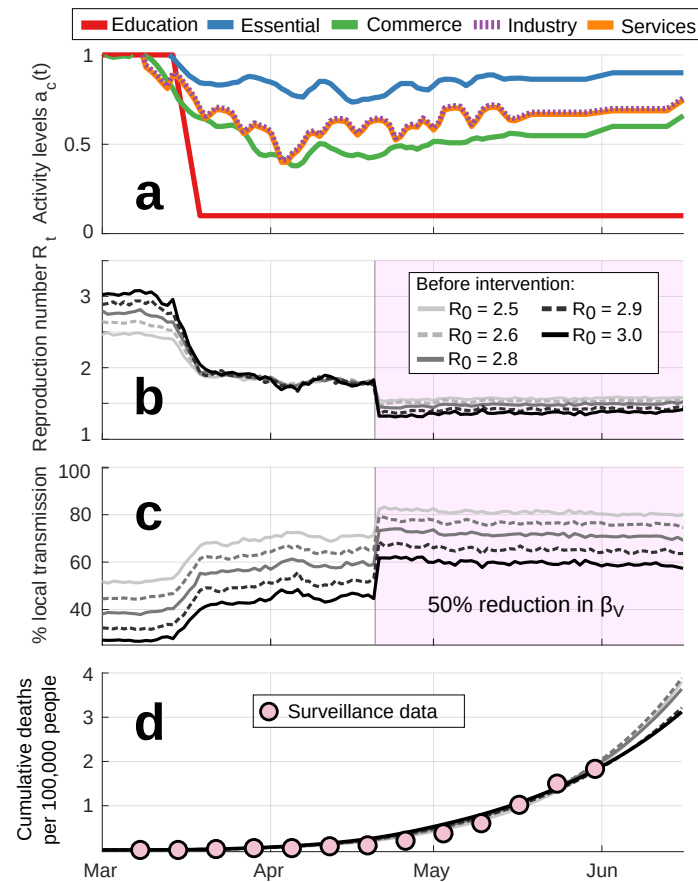 Education Essential Commerce Industry Services
Activity levels a_c(t)
1
0.5
0
a
Reproduction number R_t
3
2
1
b
Before intervention:
R0 = 2.5 R0 = 2.9
R0 = 2.6 R0 = 3.0
R0 = 2.8
% local transmission
100
80
60
40
c
50% reduction in βV
Cumulative deaths
per 100,000 people
4
3
2
1
d
Surveillance data
Mar Apr May Jun